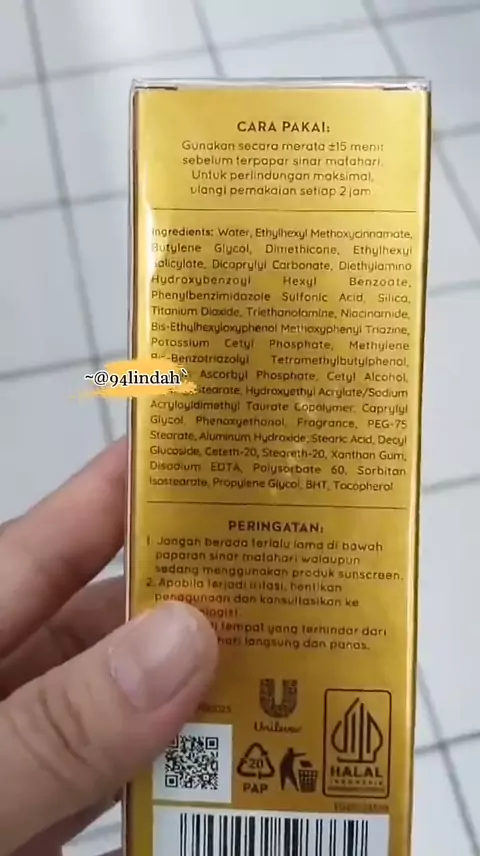 CARA PAKAI:
Gunakan secara merata ±15 menit
sebelum terpapar sinar matahari.
Untuk perlindungan maksimal,
ulangi pemakaian setiap 2 jam
Ingredients: Water, Ethylhexyl Methoxycinnamate,
Butylene Glycol, Dimethicone, Ethylhexyl
Salicylate, Dicaprylyl Carbonate, Diethylamino
Hydroxybenzoyl Hexyl Benzoate,
Phenylbenzimidazole Sulfonic Acid, Silica,
Titanium Dioxide, Triethanolamine, Niacinamide,
Bis-Ethylhexyloxyphenol Methoxyphenyl Triazine,
Potassium Cetyl Phosphate, Methylene
Bis-Benzotriazolyl Tetramethylbutylphenol,
~@94lindah` Ascorbyl Phosphate, Cetyl Alcohol,
Hydroxyethyl Acrylate/Sodium
Acryloyldimethyl Taurate Copolymer, Caprylyl
Glycol, Phenoxyethanol, Fragrance, PEG-75
Stearate, Aluminum Hydroxide, Stearic Acid, Decyl
Glucoside, Ceteth-20, Steareth-20, Xanthan Gum,
Disodium EDTA, Polysorbate 60, Sorbitan
Isostearate, Propylene Glycol, BHT, Tocopherol
PERINGATAN:
1. Jangan berada terlalu lama di bawah
paparan sinar matahari walaupun
sedang menggunakan produk sunscreen.
2. Apabila terjadi iritasi, hentikan
penggunaan dan konsultasikan ke
tempat yang terhindar dari
langsung dan panas.
Unilever
20
PAP
HALAL
INDONESIA